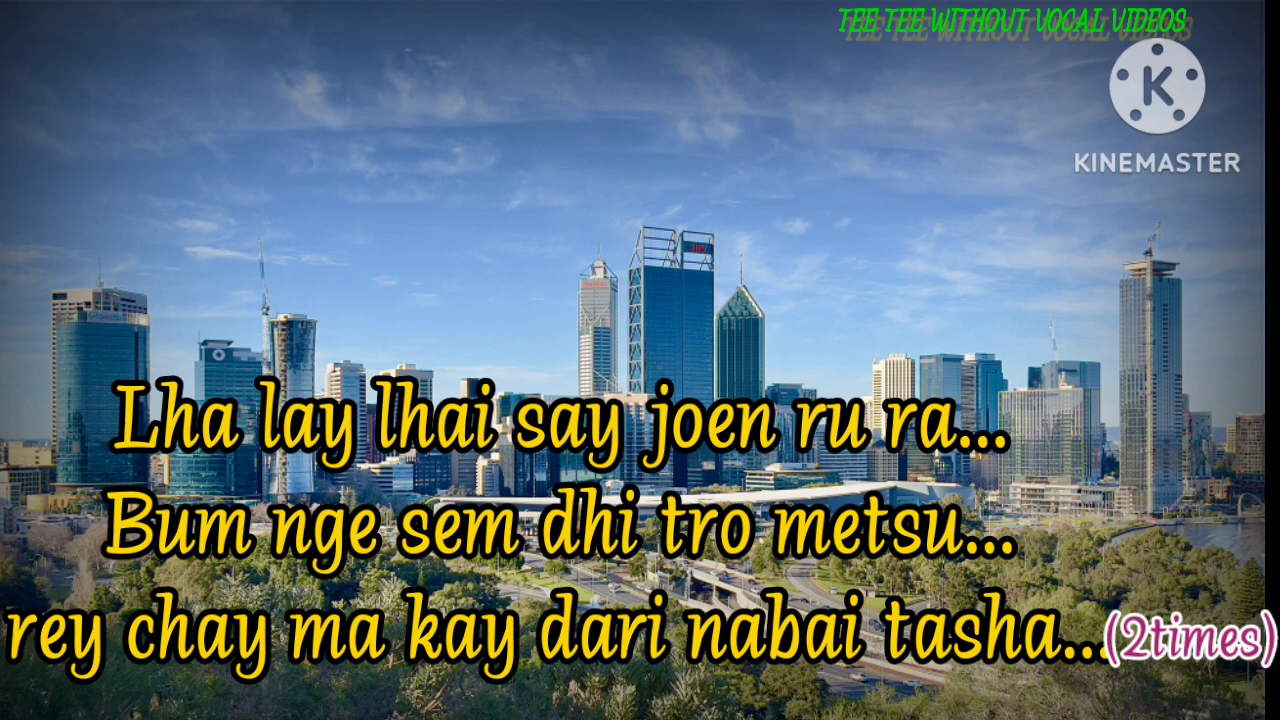 TEE TEE WITHOUT VOCAL VIDEOS
KINEMASTER
Lha lay lhai say joen ru ra...
Bum nge sem dhi tro metsu...
rey chay ma kay dari nabai tasha...(2times)